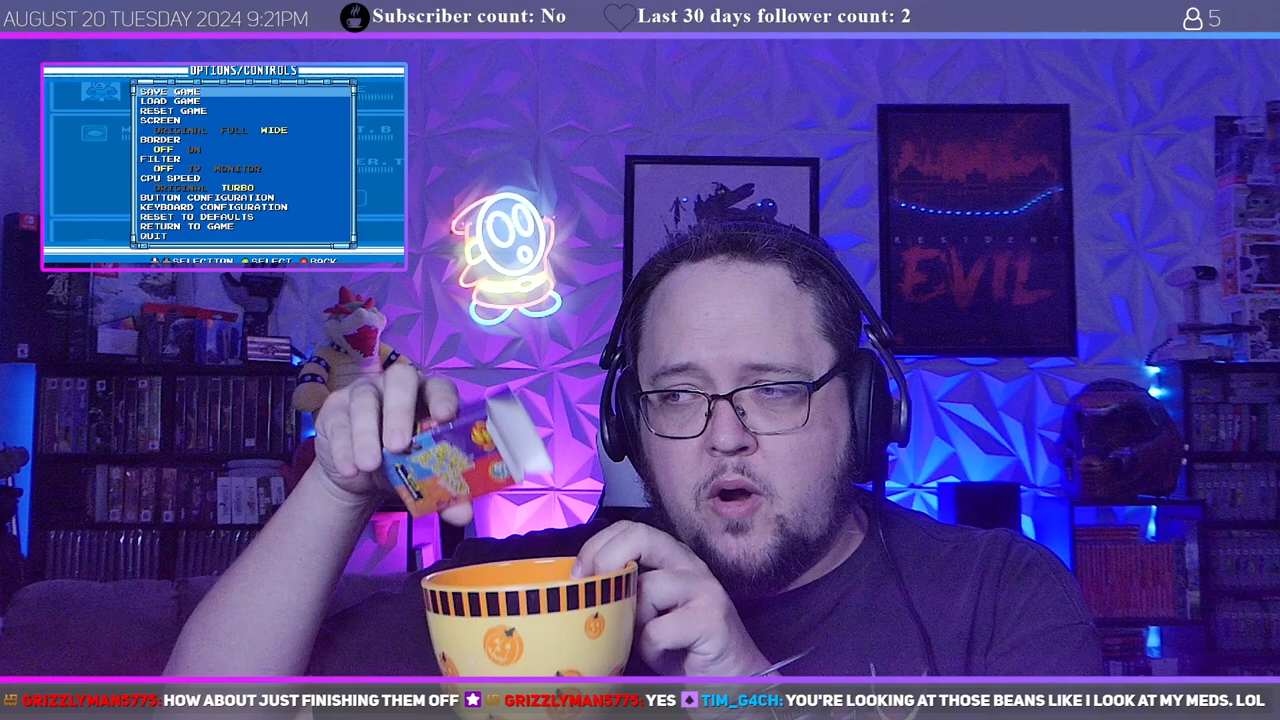 AUGUST 20 TUESDAY 2024 9:21PM
Subscriber count: No
Last 30 days follower count: 2
5
OPTIONS/CONTROLS
SAVE GAME
LOAD GAME
RESET GAME
SCREEN
ORIGINAL FULL WIDE
BORDER
OFF ON
FILTER
OFF TV MONITOR
CPU SPEED
ORIGINAL TURBO
BUTTON CONFIGURATION
KEYBOARD CONFIGURATION
RESET TO DEFAULTS
RETURN TO GAME
QUIT
SELECTION SELECT BACK
RESIDENT
EVIL
GRIZZLYMAN5775: HOW ABOUT JUST FINISHING THEM OFF GRIZZLYMAN5775: YES TIM_G4CH: YOU'RE LOOKING AT THOSE BEANS LIKE I LOOK AT MY MEDS. LOL